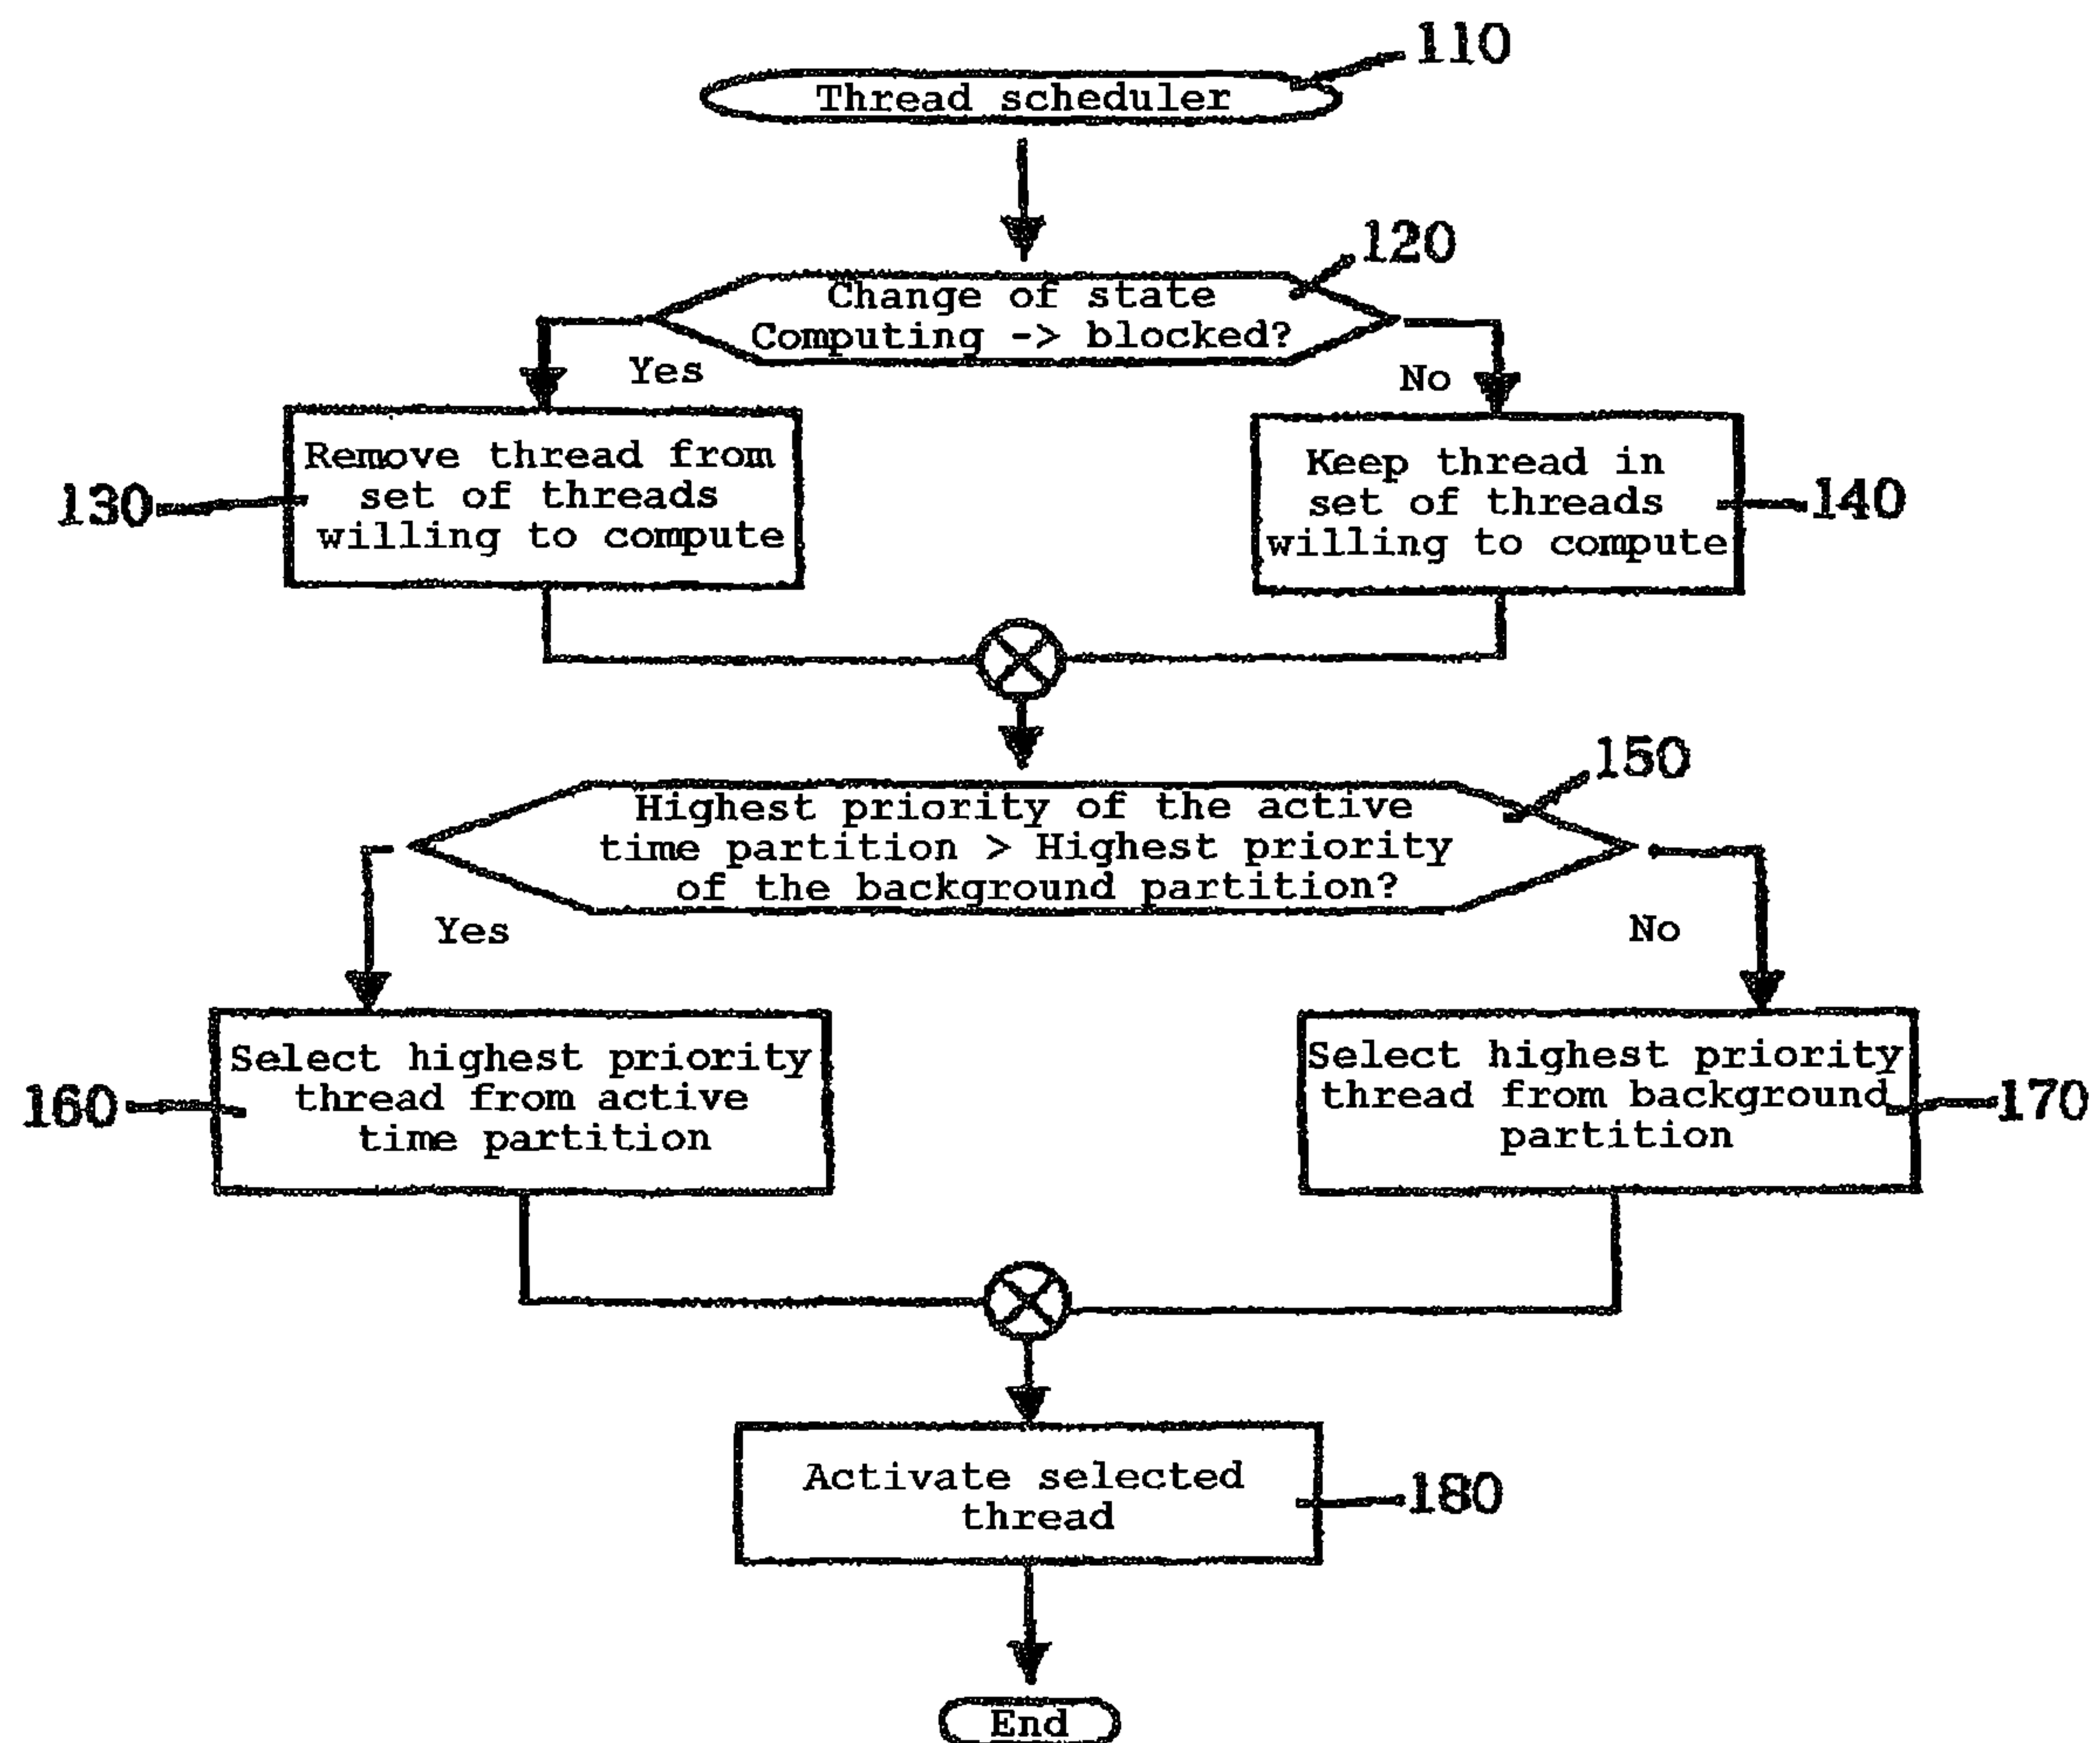 110
Thread scheduler
120
Change of state
Computing -> blocked?
Yes
No
Remove thread from
set of threads
willing to compute
130
Keep thread in
set of threads
willing to compute
140
150
Highest priority of the active
time partition > Highest priority
of the background partition?
Yes
No
Select highest priority
thread from active
time partition
160
Select highest priority
thread from background
partition
170
Activate selected
thread
180
End